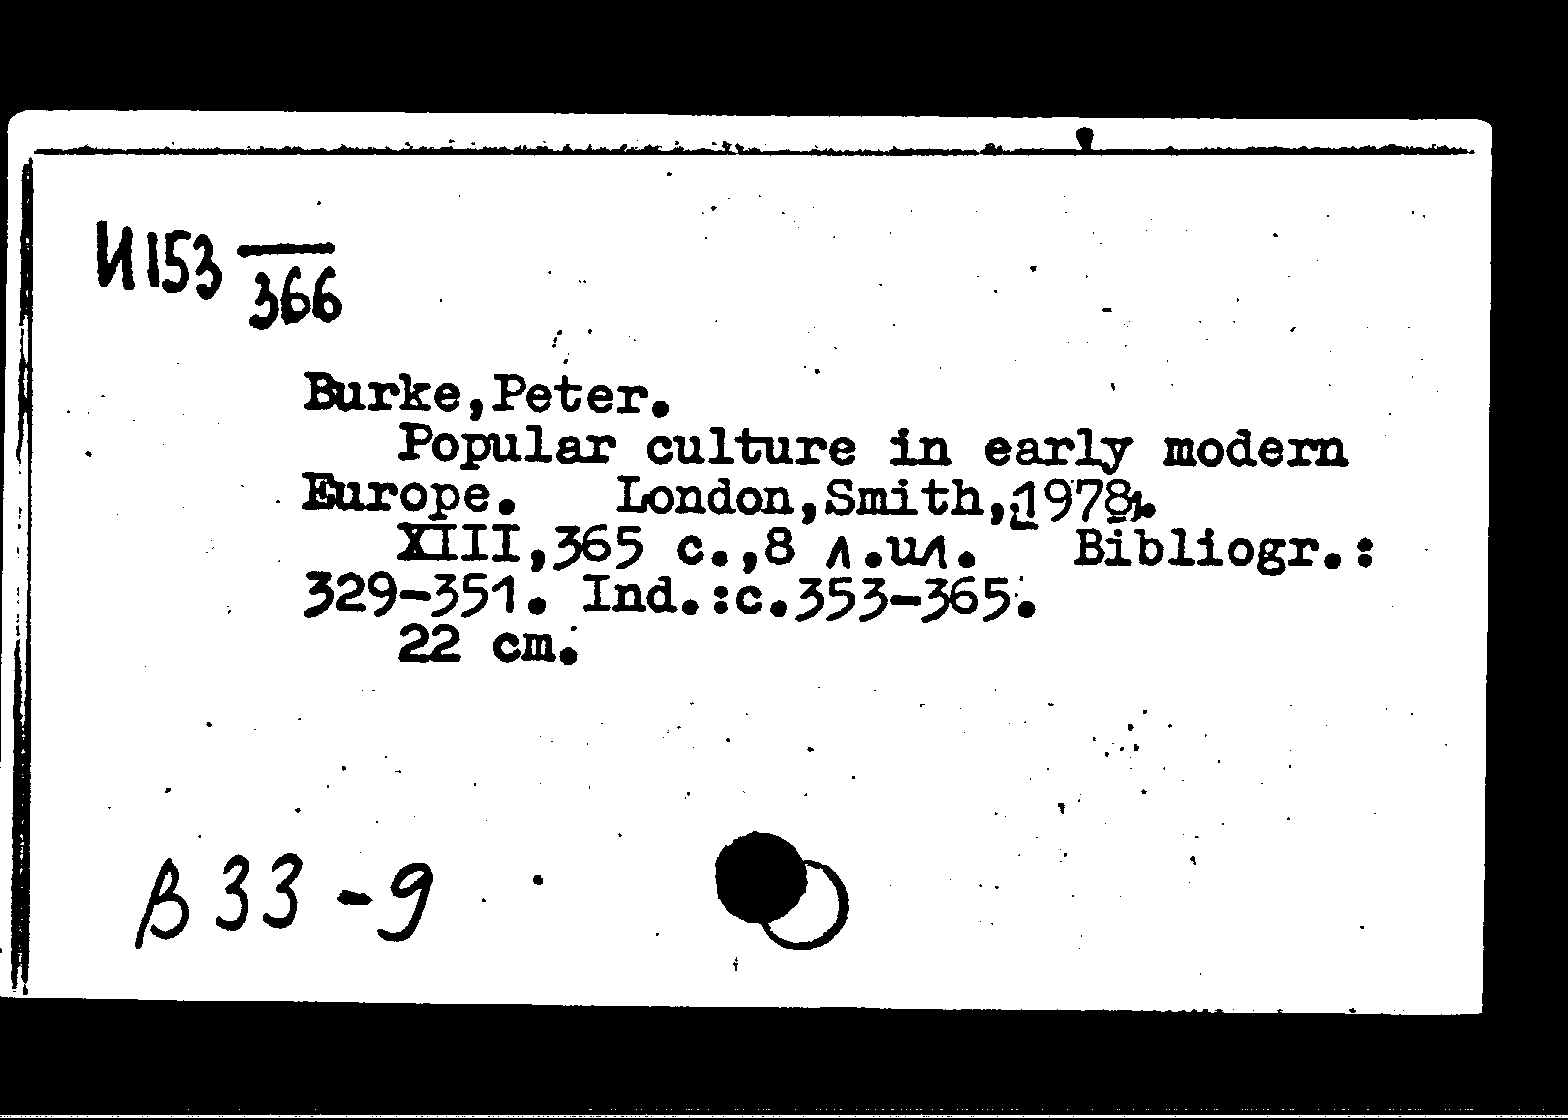 И153
366
Burke,Peter.
Popular culture in early modern
Europe. London,Smith,1978.
XIII,365 с.,8 л.ил. Bibliogr.:
329-351. Ind.:с.353-365.
22 cm.
В 33-9